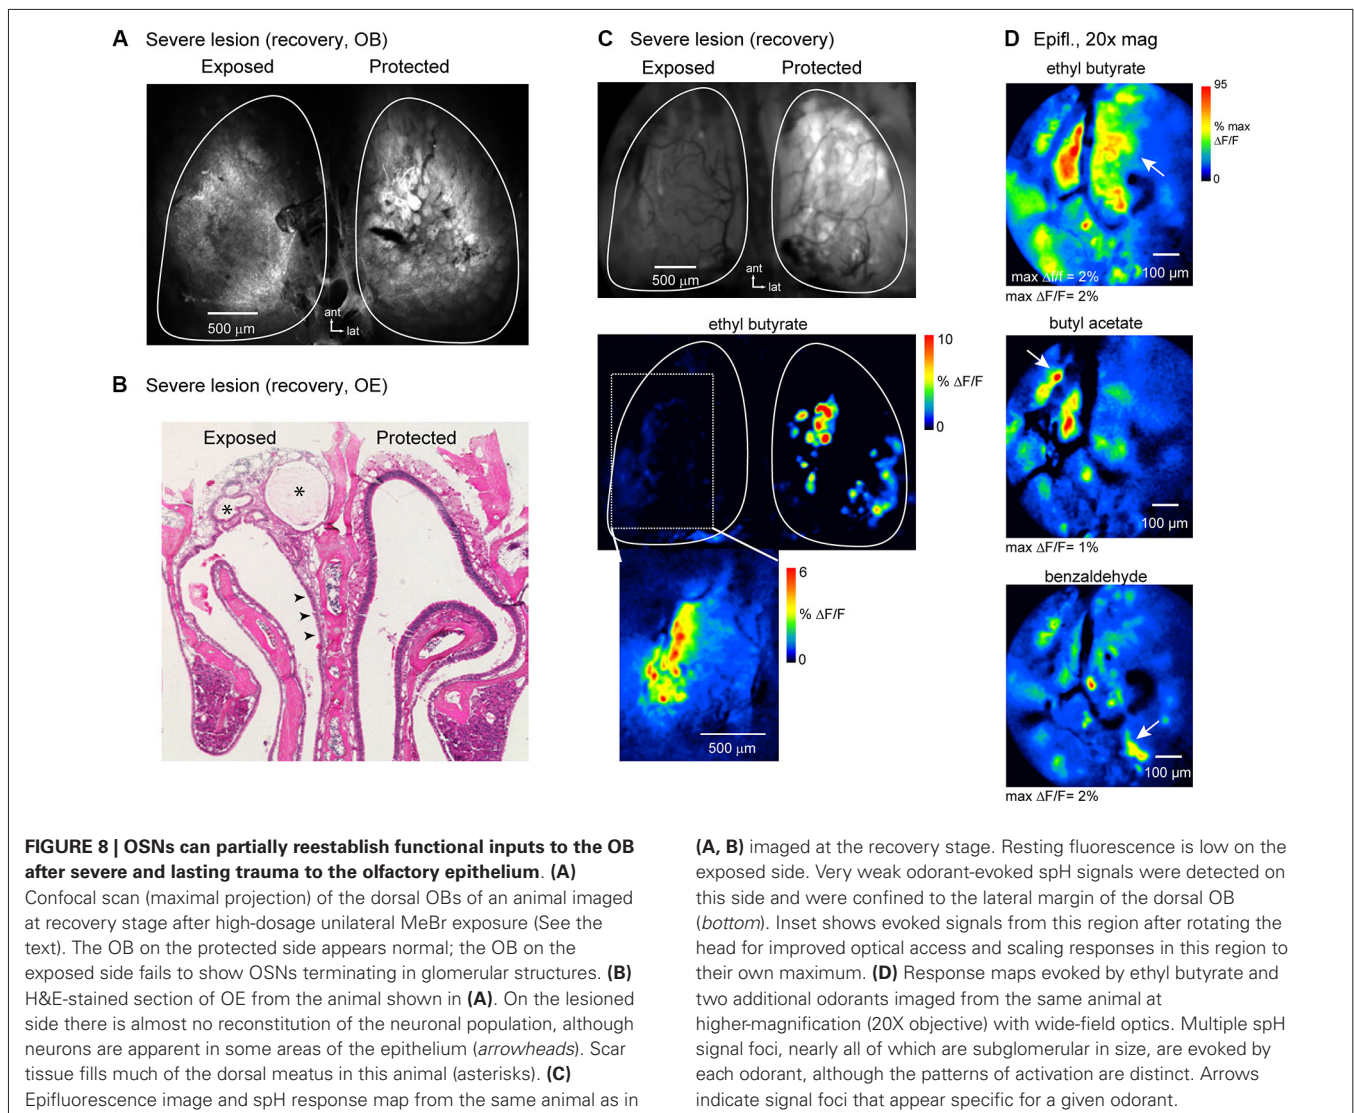 A Severe lesion (recovery, OB)
Exposed Protected
500 μm
ant
lat
B Severe lesion (recovery, OE)
Exposed Protected
*
*
C Severe lesion (recovery)
Exposed Protected
500 μm
ant
lat
ethyl butyrate
10
% ΔF/F
0
6
% ΔF/F
0
500 μm
D Epifl., 20x mag
ethyl butyrate
95
% max
ΔF/F
0
100 μm
max Δf/f = 2%
max ΔF/F= 2%
butyl acetate
100 μm
max ΔF/F= 1%
benzaldehyde
100 μm
max ΔF/F= 2%
FIGURE 8 | OSNs can partially reestablish functional inputs to the OB
after severe and lasting trauma to the olfactory epithelium. (A)
Confocal scan (maximal projection) of the dorsal OBs of an animal imaged
at recovery stage after high-dosage unilateral MeBr exposure (See the
text). The OB on the protected side appears normal; the OB on the
exposed side fails to show OSNs terminating in glomerular structures. (B)
H&E-stained section of OE from the animal shown in (A). On the lesioned
side there is almost no reconstitution of the neuronal population, although
neurons are apparent in some areas of the epithelium (arrowheads). Scar
tissue fills much of the dorsal meatus in this animal (asterisks). (C)
Epifluorescence image and spH response map from the same animal as in
(A, B) imaged at the recovery stage. Resting fluorescence is low on the
exposed side. Very weak odorant-evoked spH signals were detected on
this side and were confined to the lateral margin of the dorsal OB
(bottom). Inset shows evoked signals from this region after rotating the
head for improved optical access and scaling responses in this region to
their own maximum. (D) Response maps evoked by ethyl butyrate and
two additional odorants imaged from the same animal at
higher-magnification (20X objective) with wide-field optics. Multiple spH
signal foci, nearly all of which are subglomerular in size, are evoked by
each odorant, although the patterns of activation are distinct. Arrows
indicate signal foci that appear specific for a given odorant.